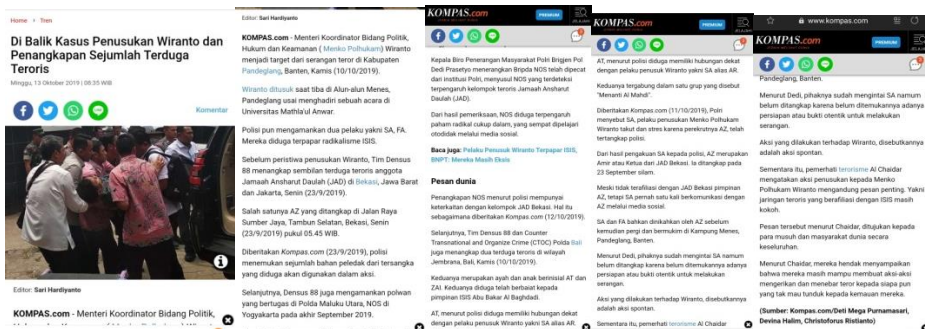 Home › Tren
Di Balik Kasus Penusukan Wiranto dan
Penangkapan Sejumlah Terduga
Teroris
Minggu, 13 Oktober 2019 | 08:35 WIB
Komentar
Editor: Sari Hardiyanto
KOMPAS.com - Menteri Koordinator Bidang Politik,
Editor: Sari Hardiyanto
KOMPAS.com - Menteri Koordinator Bidang Politik,
Hukum dan Keamanan ( Menko Polhukam) Wiranto
menjadi target dari serangan teror di Kabupaten
Pandeglang, Banten, Kamis (10/10/2019).
Wiranto ditusuk saat tiba di Alun-alun Menes,
Pandeglang usai menghadiri sebuah acara di
Universitas Mathla'ul Anwar.
Polisi pun mengamankan dua pelaku yakni SA, FA.
Mereka diduga terpapar radikalisme ISIS.
Sebelum peristiwa penusukan Wiranto, Tim Densus
88 menangkap sembilan terduga teroris anggota
Jamaah Ansharut Daulah (JAD) di Bekasi, Jawa Barat
dan Jakarta, Senin (23/9/2019).
Salah satunya AZ yang ditangkap di Jalan Raya
Sumber Jaya, Tambun Selatan, Bekasi, Senin
(23/9/2019) pukul 05.45 WIB.
Diberitakan Kompas.com (23/9/2019), polisi
menemukan sejumlah bahan peledak dari tersangka
yang diduga akan digunakan dalam aksi.
Selanjutnya, Densus 88 juga mengamankan polwan
yang bertugas di Polda Maluku Utara, NOS di
Yogyakarta pada akhir September 2019.
KOMPAS.com
PREMIUM
JELAJAHI
Kepala Biro Penerangan Masyarakat Polri Brigjen Pol
Dedi Prasetyo menerangkan Bripda NOS telah dipecat
dari institusi Polri, menyusul NOS yang terdeteksi
terpengaruh kelompok teroris Jamaah Ansharut
Daulah (JAD).
Dari hasil pemeriksaan, NOS diduga terpengaruh
paham radikal cukup dalam, yang sempat dipelajari
otodidak melalui media sosial.
Baca juga: Pelaku Penusuk Wiranto Terpapar ISIS,
BNPT: Mereka Masih Eksis
Pesan dunia
Penangkapan NOS menurut polisi mempunyai
keterkaitan dengan kelompok JAD Bekasi. Hal itu
sebagaimana diberitakan Kompas.com (12/10/2019).
Selanjutnya, Tim Densus 88 dan Counter
Transnational and Organize Crime (CTOC) Polda Bali
juga menangkap dua terduga teroris di wilayah
Jembrana, Bali, Kamis (10/10/2019).
Keduanya merupakan ayah dan anak berinisial AT dan
ZAI. Keduanya diduga telah berbaiat kepada
pimpinan ISIS Abu Bakar Al Baghdadi.
AT, menurut polisi diduga memiliki hubungan dekat
dengan pelaku penusuk Wiranto yakni SA alias AR.
KOMPAS.com
PREMIUM
JELAJAHI
AT, menurut polisi diduga memiliki hubungan dekat
dengan pelaku penusuk Wiranto yakni SA alias AR.
Keduanya tergabung dalam satu grup yang disebut
"Menanti Al Mahdi".
Diberitakan Kompas.com (11/10/2019), Polri
menyebut SA, pelaku penusukan Menko Polhukam
Wiranto takut dan stres karena perekrutnya AZ, telah
tertangkap polisi.
Dari hasil pengakuan SA kepada polisi, AZ merupakan
Amir atau Ketua dari JAD Bekasi. Ia ditangkap pada
23 September silam.
Meski tidak terafiliasi dengan JAD Bekasi pimpinan
AZ, tetapi SA pernah satu kali berkomunikasi dengan
AZ melalui media sosial.
SA dan FA bahkan dinikahkan oleh AZ sebelum
kemudian pergi dan bermukim di Kampung Menes,
Pandeglang, Banten.
Menurut Dedi, pihaknya sudah mengintai SA namum
belum ditangkap karena belum ditemukannya adanya
persiapan atau bukti otentik untuk melakukan
serangan.
Aksi yang dilakukan terhadap Wiranto, disebutkannya
adalah aksi spontan.
Sementara itu, pemerhati terorisme Al Chaidar
www.kompas.com
KOMPAS.com
PREMIUM
JELAJAHI
Pandeglang, Banten.
Menurut Dedi, pihaknya sudah mengintai SA namum
belum ditangkap karena belum ditemukannya adanya
persiapan atau bukti otentik untuk melakukan
serangan.
Aksi yang dilakukan terhadap Wiranto, disebutkannya
adalah aksi spontan.
Sementara itu, pemerhati terorisme Al Chaidar
mengatakan aksi penusukan kepada Menko
Polhukam Wiranto mengandung pesan penting. Yakni
jaringan teroris yang berafiliasi dengan ISIS masih
kokoh.
Pesan tersebut menurut Chaidar, ditujukan kepada
para musuh dan masyarakat dunia secara
keseluruhan.
Menurut Chaidar, mereka hendak menyampaikan
bahwa mereka masih mampu membuat aksi-aksi
mengerikan dan menebar teror kepada siapa pun
yang tak mau tunduk kepada kemauan mereka.
(Sumber: Kompas.com/Deti Mega Purnamasari,
Devina Halim, Christoforus Ristianto)